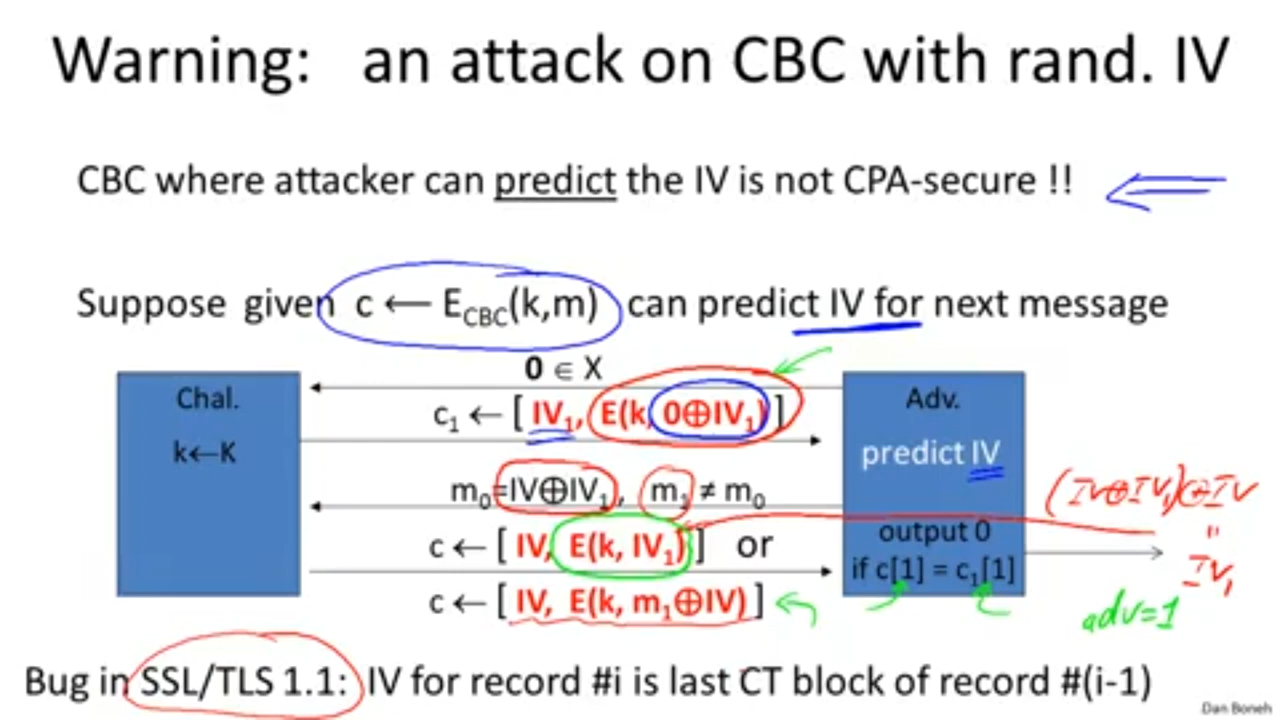 Warning: an attack on CBC with rand. IV
CBC where attacker can predict the IV is not CPA-secure !!
Suppose given c ⟵ E_CBC(k,m) can predict IV for next message
Chal.
k←K
0 ∈ X
c₁ ← [ IV₁, E(k, 0⊕IV₁) ]
m₀=IV⊕IV₁ , m₁ ≠ m₀
c ← [ IV, E(k, IV₁) ] or
c ← [ IV, E(k, m₁⊕IV) ]
Adv.
predict IV
output 0
if c[1] = c₁[1]
(IV⊕IV₁)⊕IV
"
IV₁
adv=1
Bug in SSL/TLS 1.1: IV for record #i is last CT block of record #(i-1)
Dan Boneh